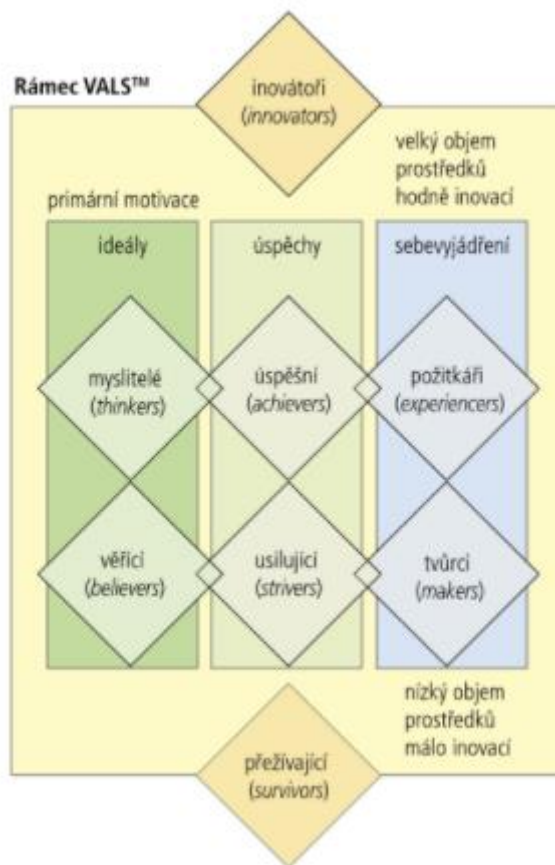 Rámec VALS™
inovátoři
(innovators)
velký objem
prostředků
hodně inovací
primární motivace
ideály
úspěchy
sebevyjádření
myslitelé
(thinkers)
úspěšní
(achievers)
požitkáři
(experiencers)
věřící
(believers)
usilující
(strivers)
tvůrci
(makers)
nízký objem
prostředků
málo inovací
přežívající
(survivors)